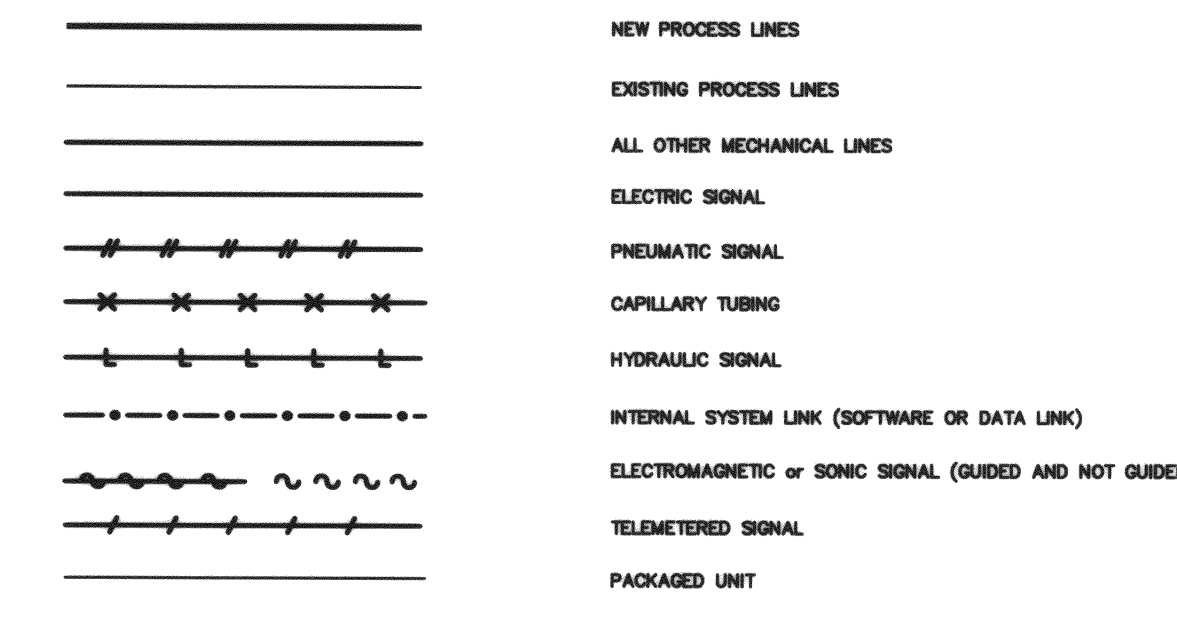 NEW PROCESS LINES
EXISTING PROCESS LINES
ALL OTHER MECHANICAL LINES
ELECTRIC SIGNAL
PNEUMATIC SIGNAL
CAPILLARY TUBING
HYDRAULIC SIGNAL
INTERNAL SYSTEM LINK (SOFTWARE OR DATA LINK)
ELECTROMAGNETIC or SONIC SIGNAL (GUIDED AND NOT GUIDE
TELEMETERED SIGNAL
PACKAGED UNIT